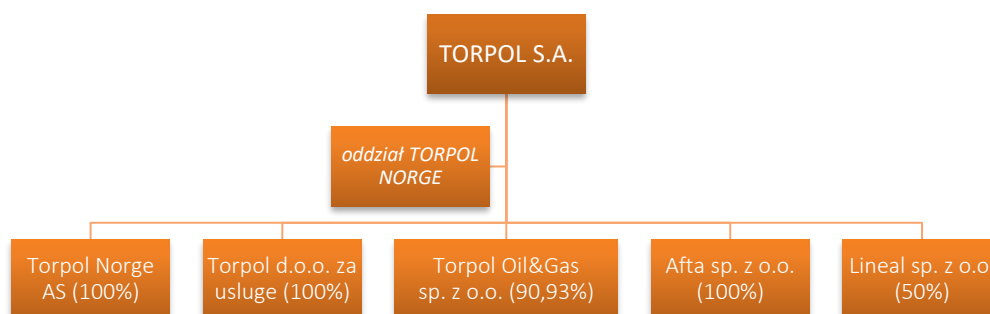 TORPOL S.A.
oddział TORPOL
NORGE
Torpol Norge
AS (100%)
Torpol d.o.o. za
usluge (100%)
Torpol Oil&Gas
sp. z o.o. (90,93%)
Afta sp. z o.o.
(100%)
Lineal sp. z o.o
(50%)